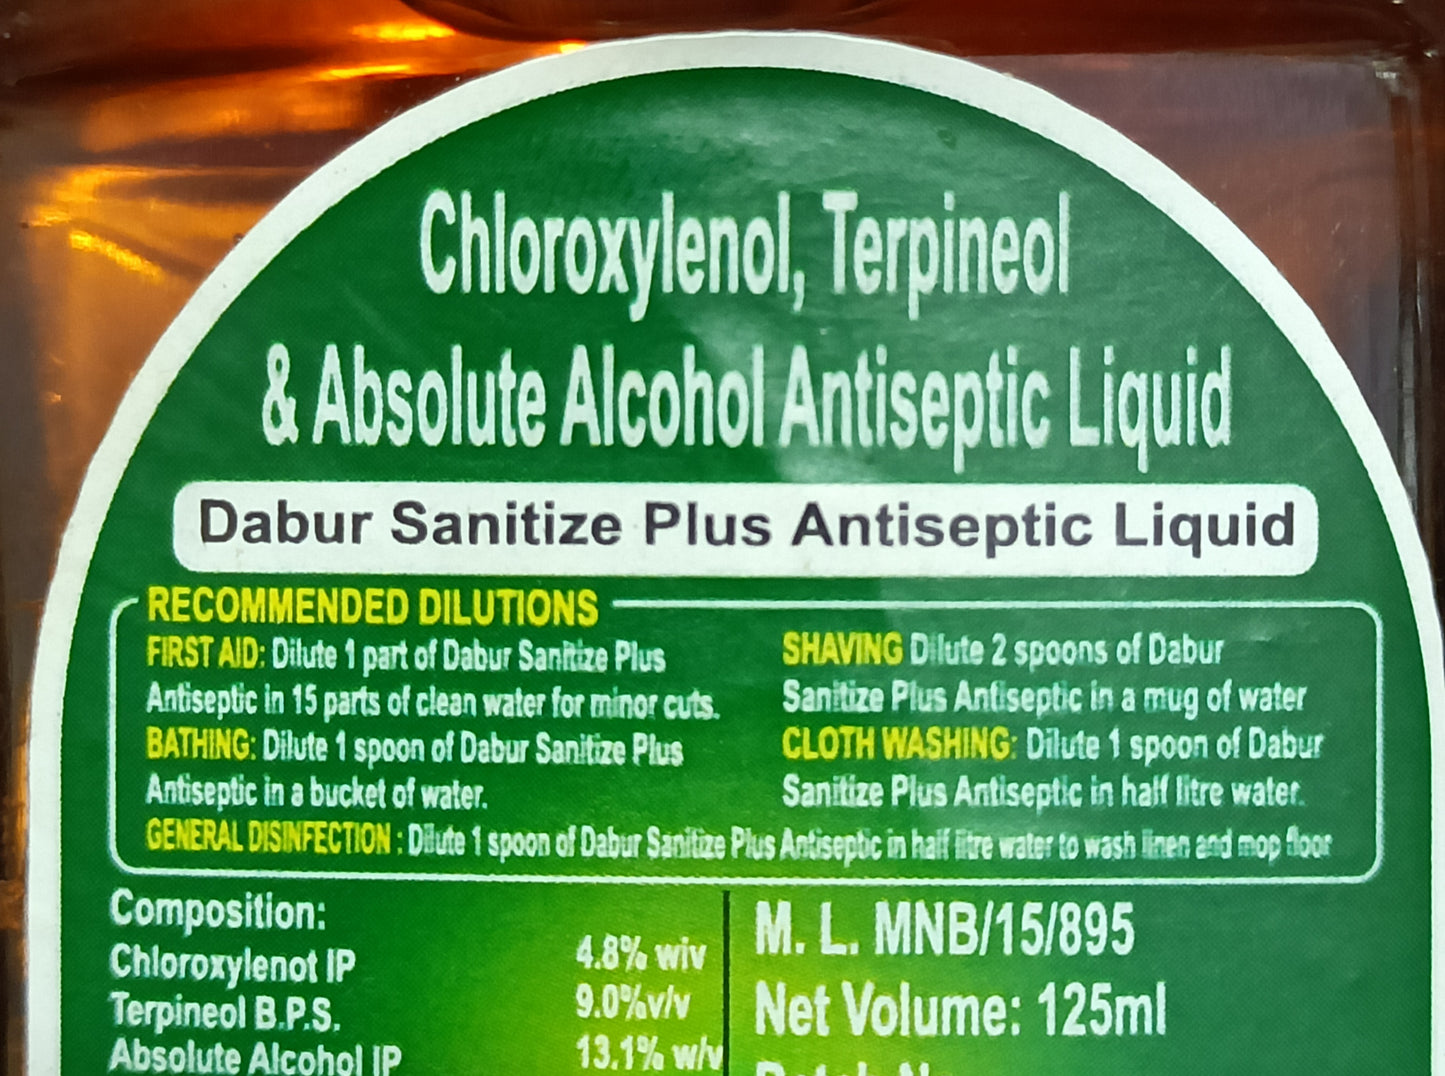 Chloroxylenol, Terpineol
& Absolute Alcohol Antiseptic Liquid
Dabur Sanitize Plus Antiseptic Liquid
RECOMMENDED DILUTIONS
FIRST AID: Dilute 1 part of Dabur Sanitize Plus
Antiseptic in 15 parts of clean water for minor cuts.
BATHING: Dilute 1 spoon of Dabur Sanitize Plus
Antiseptic in a bucket of water.
SHAVING Dilute 2 spoons of Dabur
Sanitize Plus Antiseptic in a mug of water
CLOTH WASHING: Dilute 1 spoon of Dabur
Sanitize Plus Antiseptic in half litre water.
GENERAL DISINFECTION : Dilute 1 spoon of Dabur Sanitize Plus Antiseptic in half litre water to wash linen and mop floor
Composition:
Chloroxylenot IP 4.8% wiv
Terpineol B.P.S. 9.0%v/v
Absolute Alcohol IP 13.1% w/v
M. L. MNB/15/895
Net Volume: 125ml